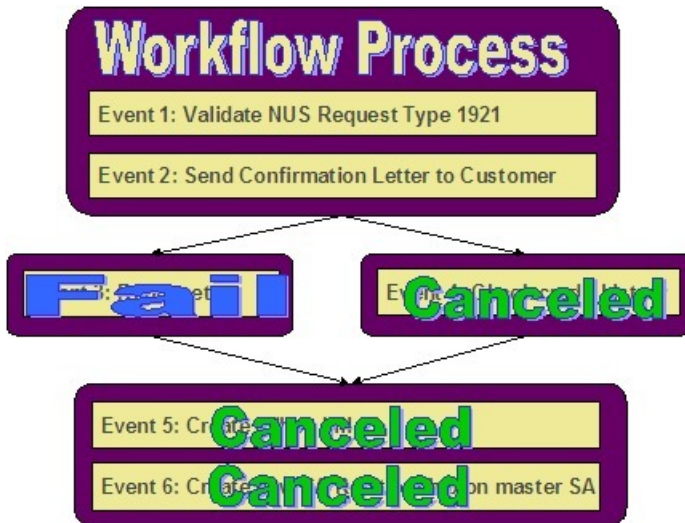 Workflow Process
Event 1: Validate NUS Request Type 1921
Event 2: Send Confirmation Letter to Customer
Fail
Canceled
Event 5:
Canceled
Event 6:
Canceled
on master SA